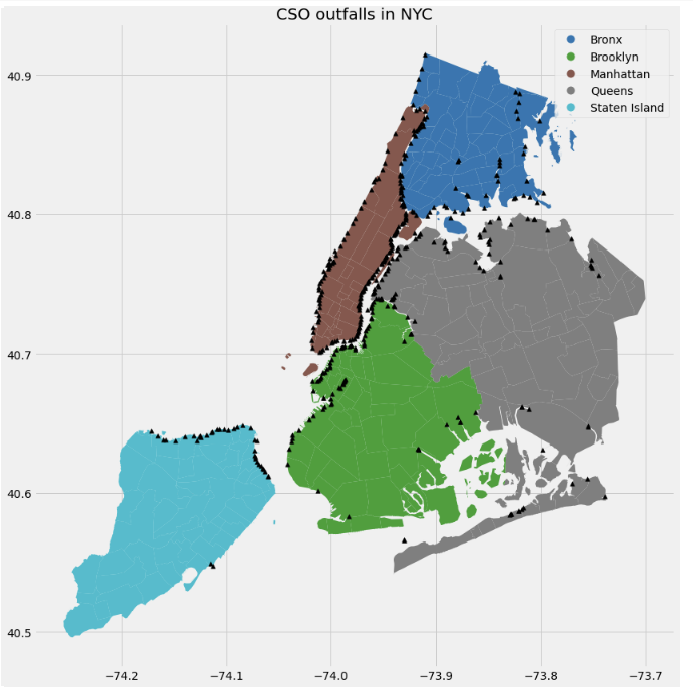 CSO outfalls in NYC
Bronx
Brooklyn
Manhattan
Queens
Staten Island
40.9
40.8
40.7
40.6
40.5
−74.2
−74.1
−74.0
−73.9
−73.8
−73.7